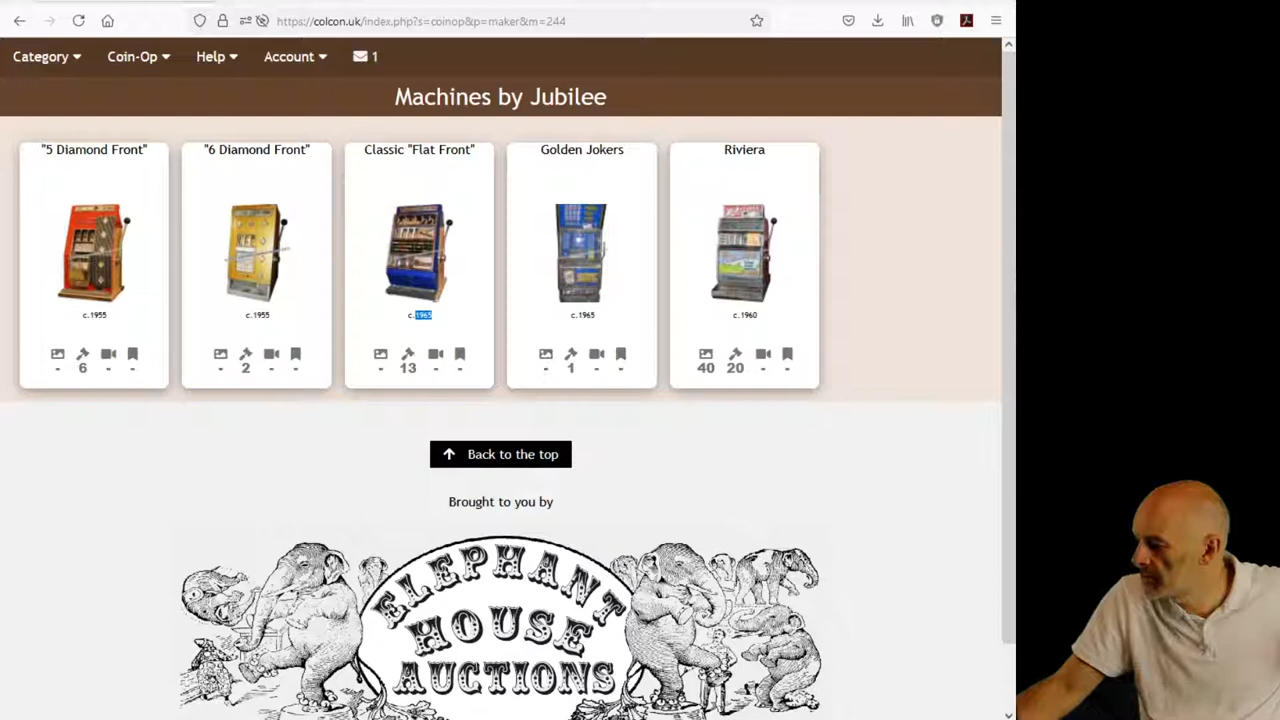 https://colcon.uk/index.php?s=coinop&p=maker&m=244
Category Coin-Op Help Account 1
Machines by Jubilee
"5 Diamond Front" "6 Diamond Front" Classic "Flat Front" Golden Jokers Riviera
c.1955 c.1955 c.1965 c.1965 c.1960
- 6 - - - 2 - - - 13 - - - 1 - - 40 20 - -
Back to the top
Brought to you by
ELEPHANT
HOUSE
AUCTIONS